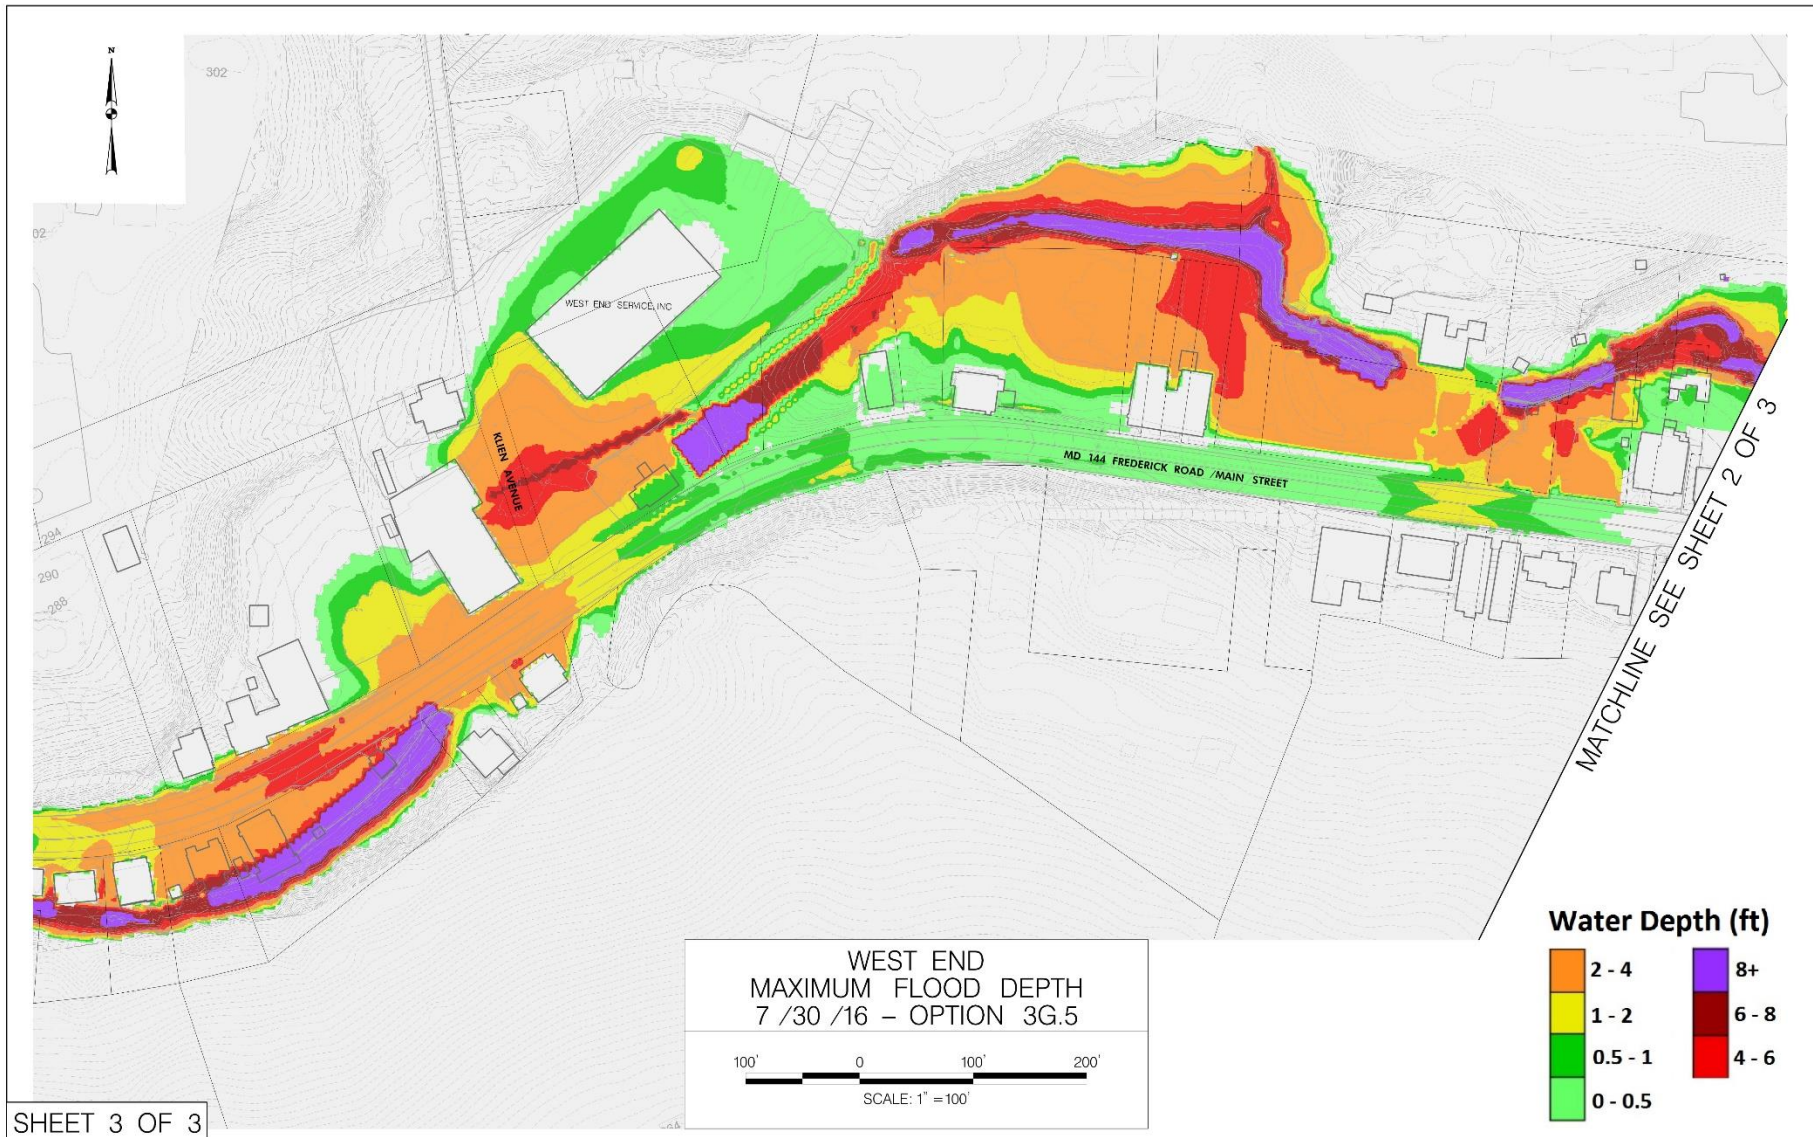 N
302
02
WEST END SERVICE, INC
KLIEN AVENUE
MD 144 FREDERICK ROAD /MAIN STREET
294
290
288
MATCHLINE SEE SHEET 2 OF 3
WEST END
MAXIMUM FLOOD DEPTH
7 /30 /16 – OPTION 3G.5
100' 0 100' 200'
SCALE: 1" =100'
Water Depth (ft)
2 - 4
1 - 2
0.5 - 1
0 - 0.5
8+
6 - 8
4 - 6
SHEET 3 OF 3